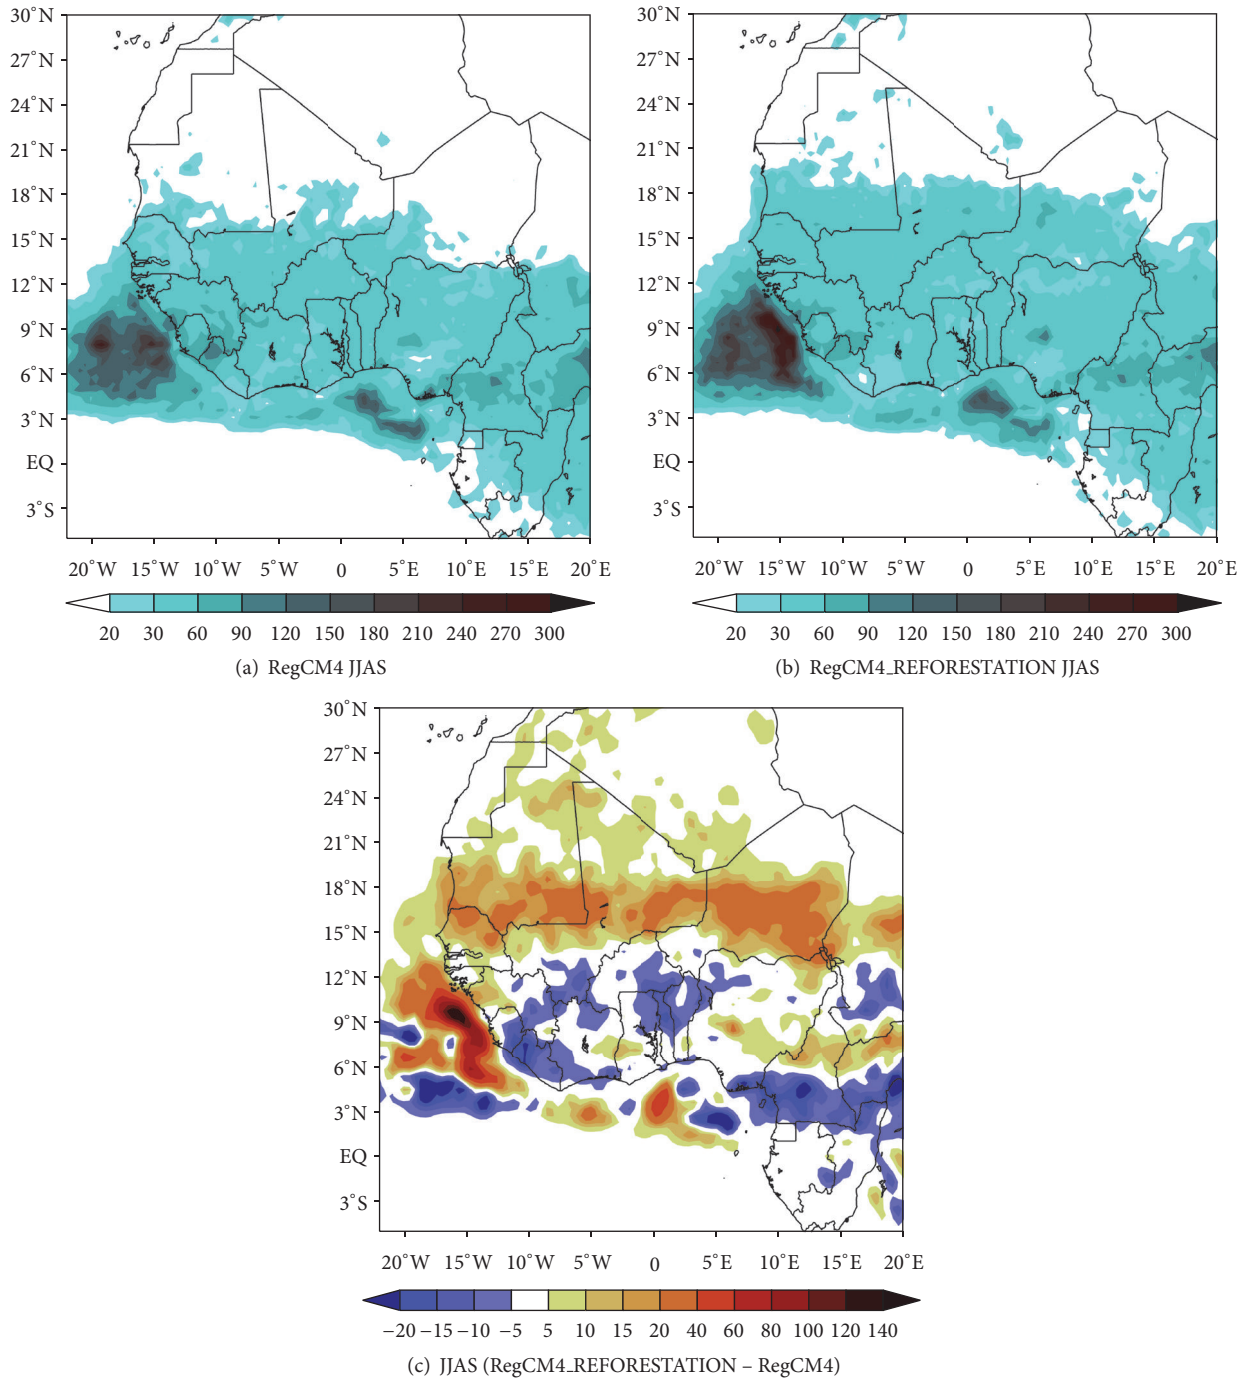 30°N
27°N
24°N
21°N
18°N
15°N
12°N
9°N
6°N
3°N
EQ
3°S
20°W 15°W 10°W 5°W 0 5°E 10°E 15°E 20°E
20 30 60 90 120 150 180 210 240 270 300
(a) RegCM4 JJAS
30°N
27°N
24°N
21°N
18°N
15°N
12°N
9°N
6°N
3°N
EQ
3°S
20°W 15°W 10°W 5°W 0 5°E 10°E 15°E 20°E
20 30 60 90 120 150 180 210 240 270 300
(b) RegCM4_REFORESTATION JJAS
30°N
27°N
24°N
21°N
18°N
15°N
12°N
9°N
6°N
3°N
EQ
3°S
20°W 15°W 10°W 5°W 0 5°E 10°E 15°E 20°E
−20 −15 −10 −5 5 10 15 20 40 60 80 100 120 140
(c) JJAS (RegCM4_REFORESTATION – RegCM4)